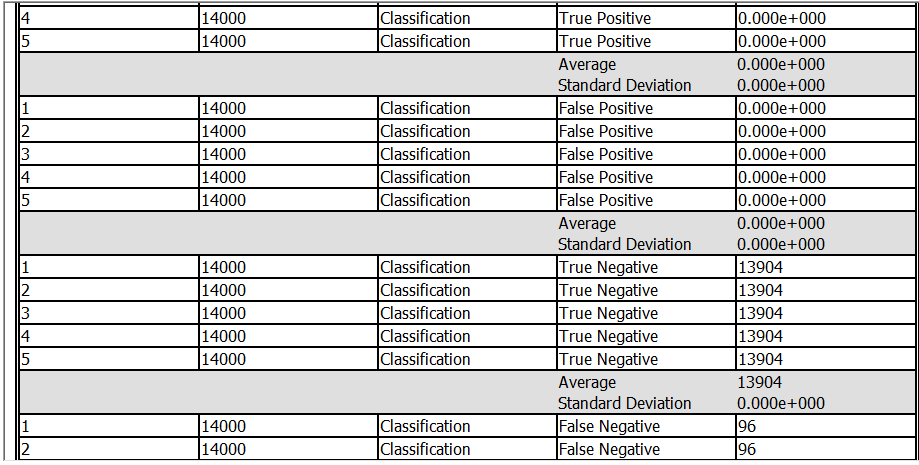 4 14000 Classification True Positive 0.000e+000
5 14000 Classification True Positive 0.000e+000
Average 0.000e+000
Standard Deviation 0.000e+000
1 14000 Classification False Positive 0.000e+000
2 14000 Classification False Positive 0.000e+000
3 14000 Classification False Positive 0.000e+000
4 14000 Classification False Positive 0.000e+000
5 14000 Classification False Positive 0.000e+000
Average 0.000e+000
Standard Deviation 0.000e+000
1 14000 Classification True Negative 13904
2 14000 Classification True Negative 13904
3 14000 Classification True Negative 13904
4 14000 Classification True Negative 13904
5 14000 Classification True Negative 13904
Average 13904
Standard Deviation 0.000e+000
1 14000 Classification False Negative 96
2 14000 Classification False Negative 96